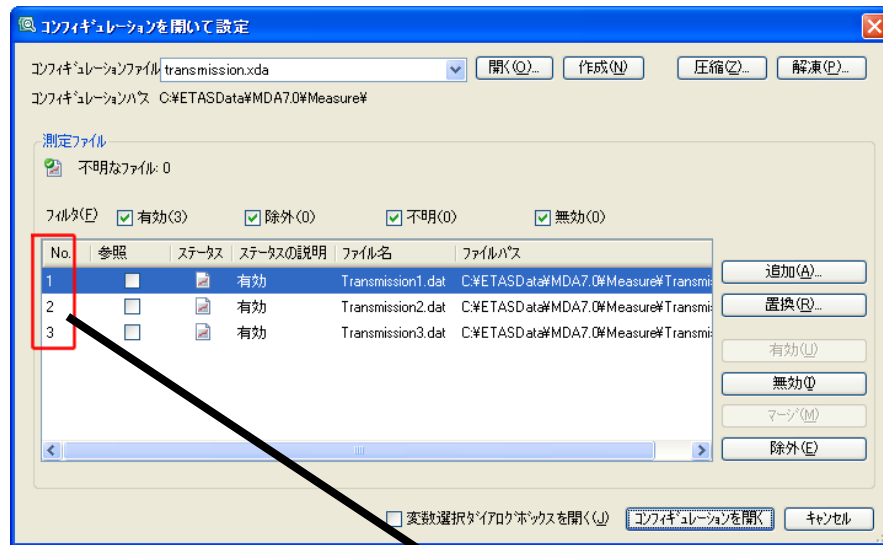 コンフィギュレーションを開いて設定
コンフィギュレーションファイル transmission.xda 開く(O)... 作成(N) 圧縮(Z)... 解凍(P)...
コンフィギュレーションパス C:¥ETASData¥MDA7.0¥Measure¥
測定ファイル
不明なファイル: 0
フィルタ(F) 有効(3) 除外(0) 不明(0) 無効(0)
No. 参照 ステータス ステータスの説明 ファイル名 ファイルパス
1 有効 Transmission1.dat C:¥ETASData¥MDA7.0¥Measure¥Transmi
2 有効 Transmission2.dat C:¥ETASData¥MDA7.0¥Measure¥Transmi
3 有効 Transmission3.dat C:¥ETASData¥MDA7.0¥Measure¥Transmi
追加(A)...
置換(R)...
有効(U)
無効(I)
マージ(M)
除外(E)
変数選択ダイアログボックスを開く(J) コンフィギュレーションを開く キャンセル